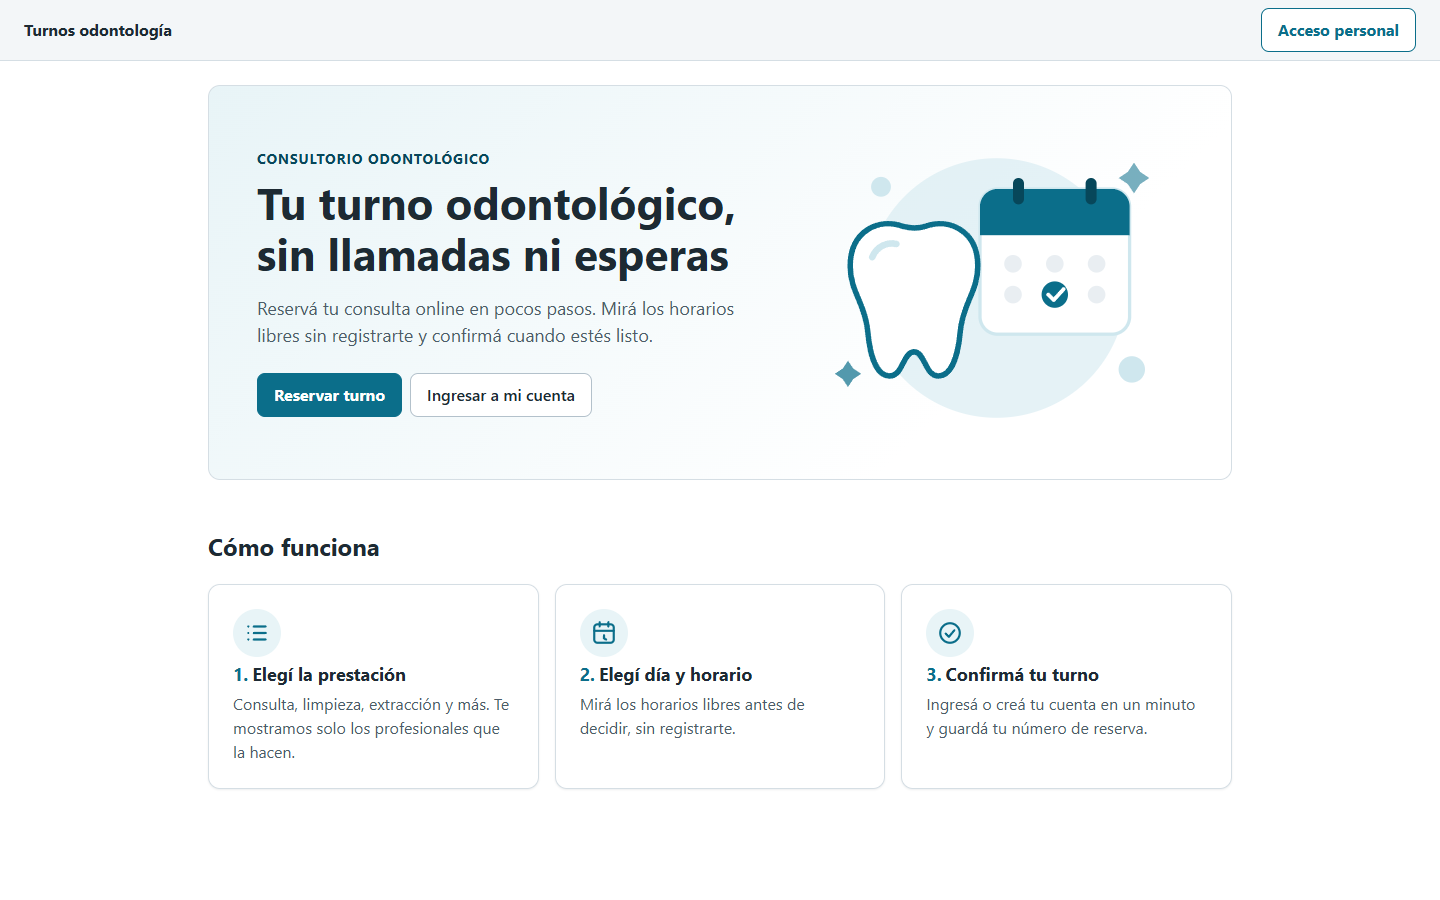 Turnos odontología
Acceso personal
CONSULTORIO ODONTOLÓGICO
Tu turno odontológico,
sin llamadas ni esperas
Reservá tu consulta online en pocos pasos. Mirá los horarios
libres sin registrarte y confirmá cuando estés listo.
Reservar turno
Ingresar a mi cuenta
Cómo funciona
1. Elegí la prestación
Consulta, limpieza, extracción y más. Te
mostramos solo los profesionales que
la hacen.
2. Elegí día y horario
Mirá los horarios libres antes de
decidir, sin registrarte.
3. Confirmá tu turno
Ingresá o creá tu cuenta en un minuto
y guardá tu número de reserva.